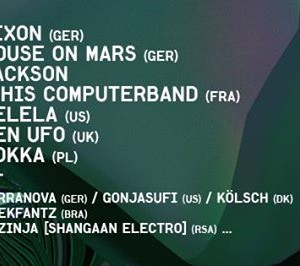 IXON (GER)
OUSE ON MARS (GER)
ACKSON
HIS COMPUTERBAND (FRA)
ELELA (US)
EN UFO (UK)
OKKA (PL)
-
RRANOVA (GER) / GONJASUFI (US) / KÖLSCH (DK)
EKFANTZ (BRA)
ZINJA [SHANGAAN ELECTRO] (RSA) ...